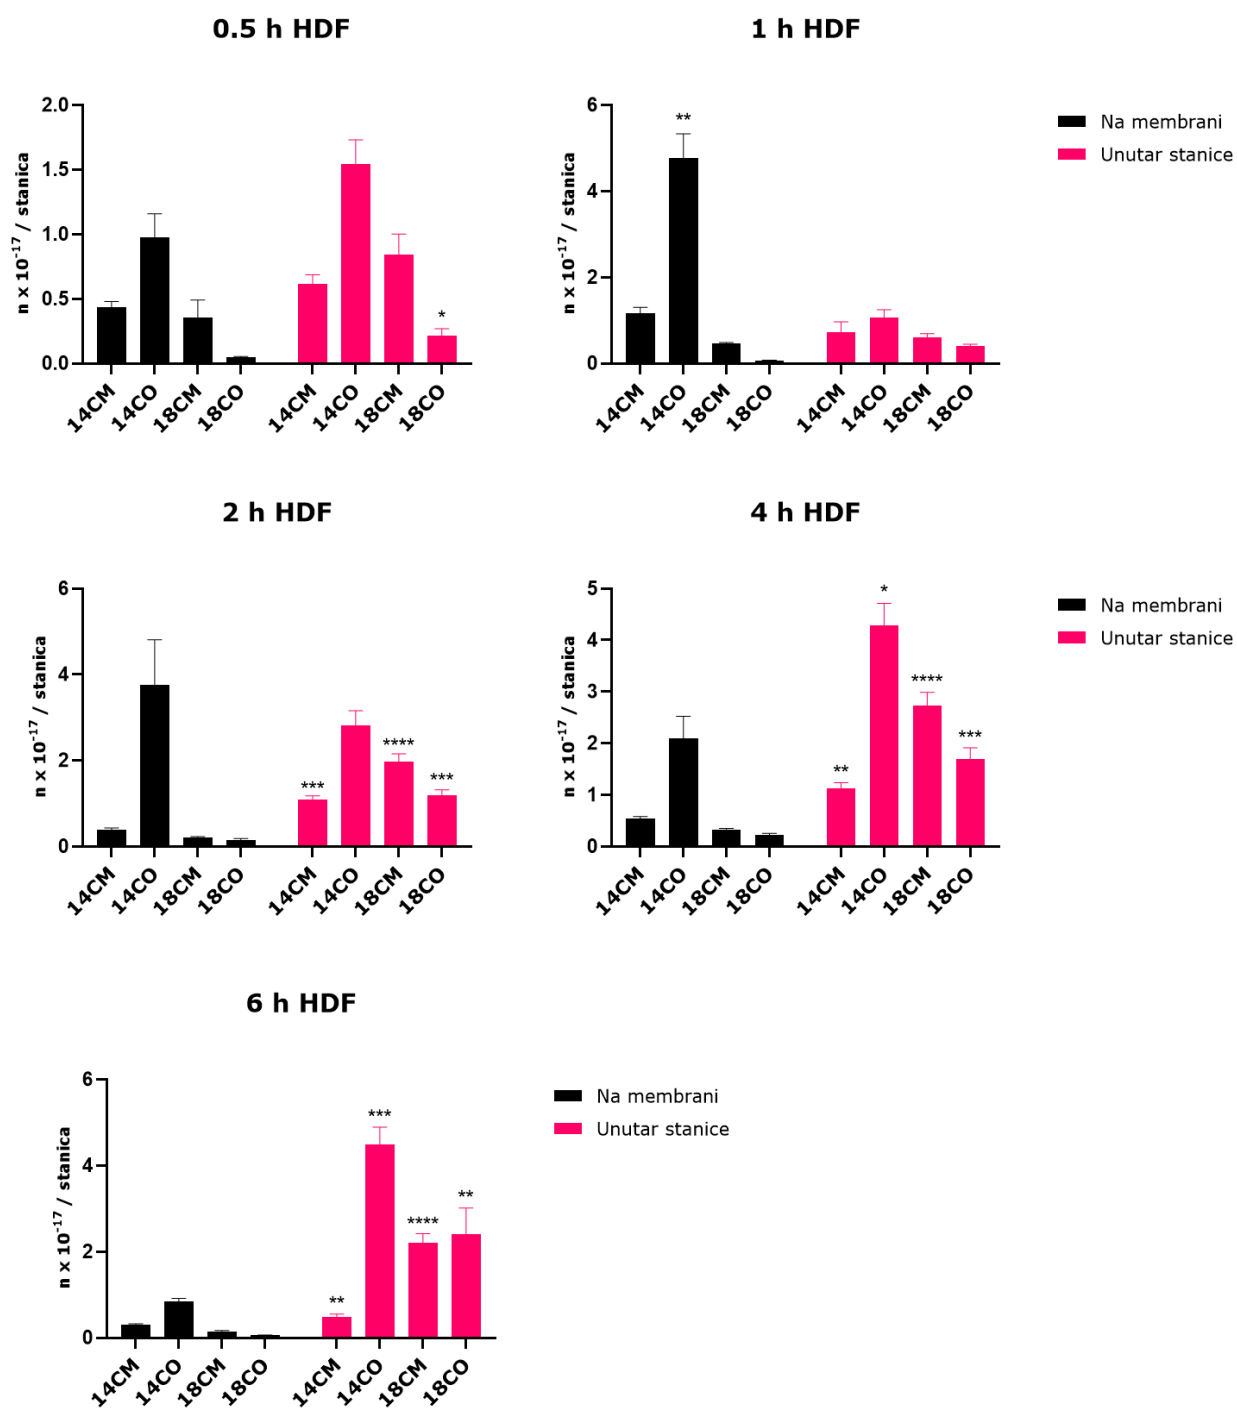 0.5 h HDF
n x 10⁻¹⁷ / stanica
2.0
1.5
1.0
0.5
0.0
*
14CM 14CO 18CM 18CO 14CM 14CO 18CM 18CO
1 h HDF
n x 10⁻¹⁷ / stanica
6
4
2
0
**
14CM 14CO 18CM 18CO 14CM 14CO 18CM 18CO
Na membrani
Unutar stanice
2 h HDF
n x 10⁻¹⁷ / stanica
6
4
2
0
*** **** ***
14CM 14CO 18CM 18CO 14CM 14CO 18CM 18CO
4 h HDF
n x 10⁻¹⁷ / stanica
5
4
3
2
1
0
** * **** ***
14CM 14CO 18CM 18CO 14CM 14CO 18CM 18CO
Na membrani
Unutar stanice
6 h HDF
n x 10⁻¹⁷ / stanica
6
4
2
0
** *** **** **
14CM 14CO 18CM 18CO 14CM 14CO 18CM 18CO
Na membrani
Unutar stanice